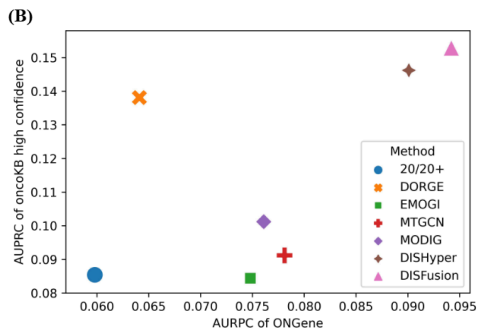 (B)
AUPRC of oncoKB high confidence
0.15
0.14
0.13
0.12
0.11
0.10
0.09
0.08
Method
20/20+
DORGE
EMOGI
MTGCN
MODIG
DISHyper
DISFusion
0.060 0.065 0.070 0.075 0.080 0.085 0.090 0.095
AURPC of ONGene